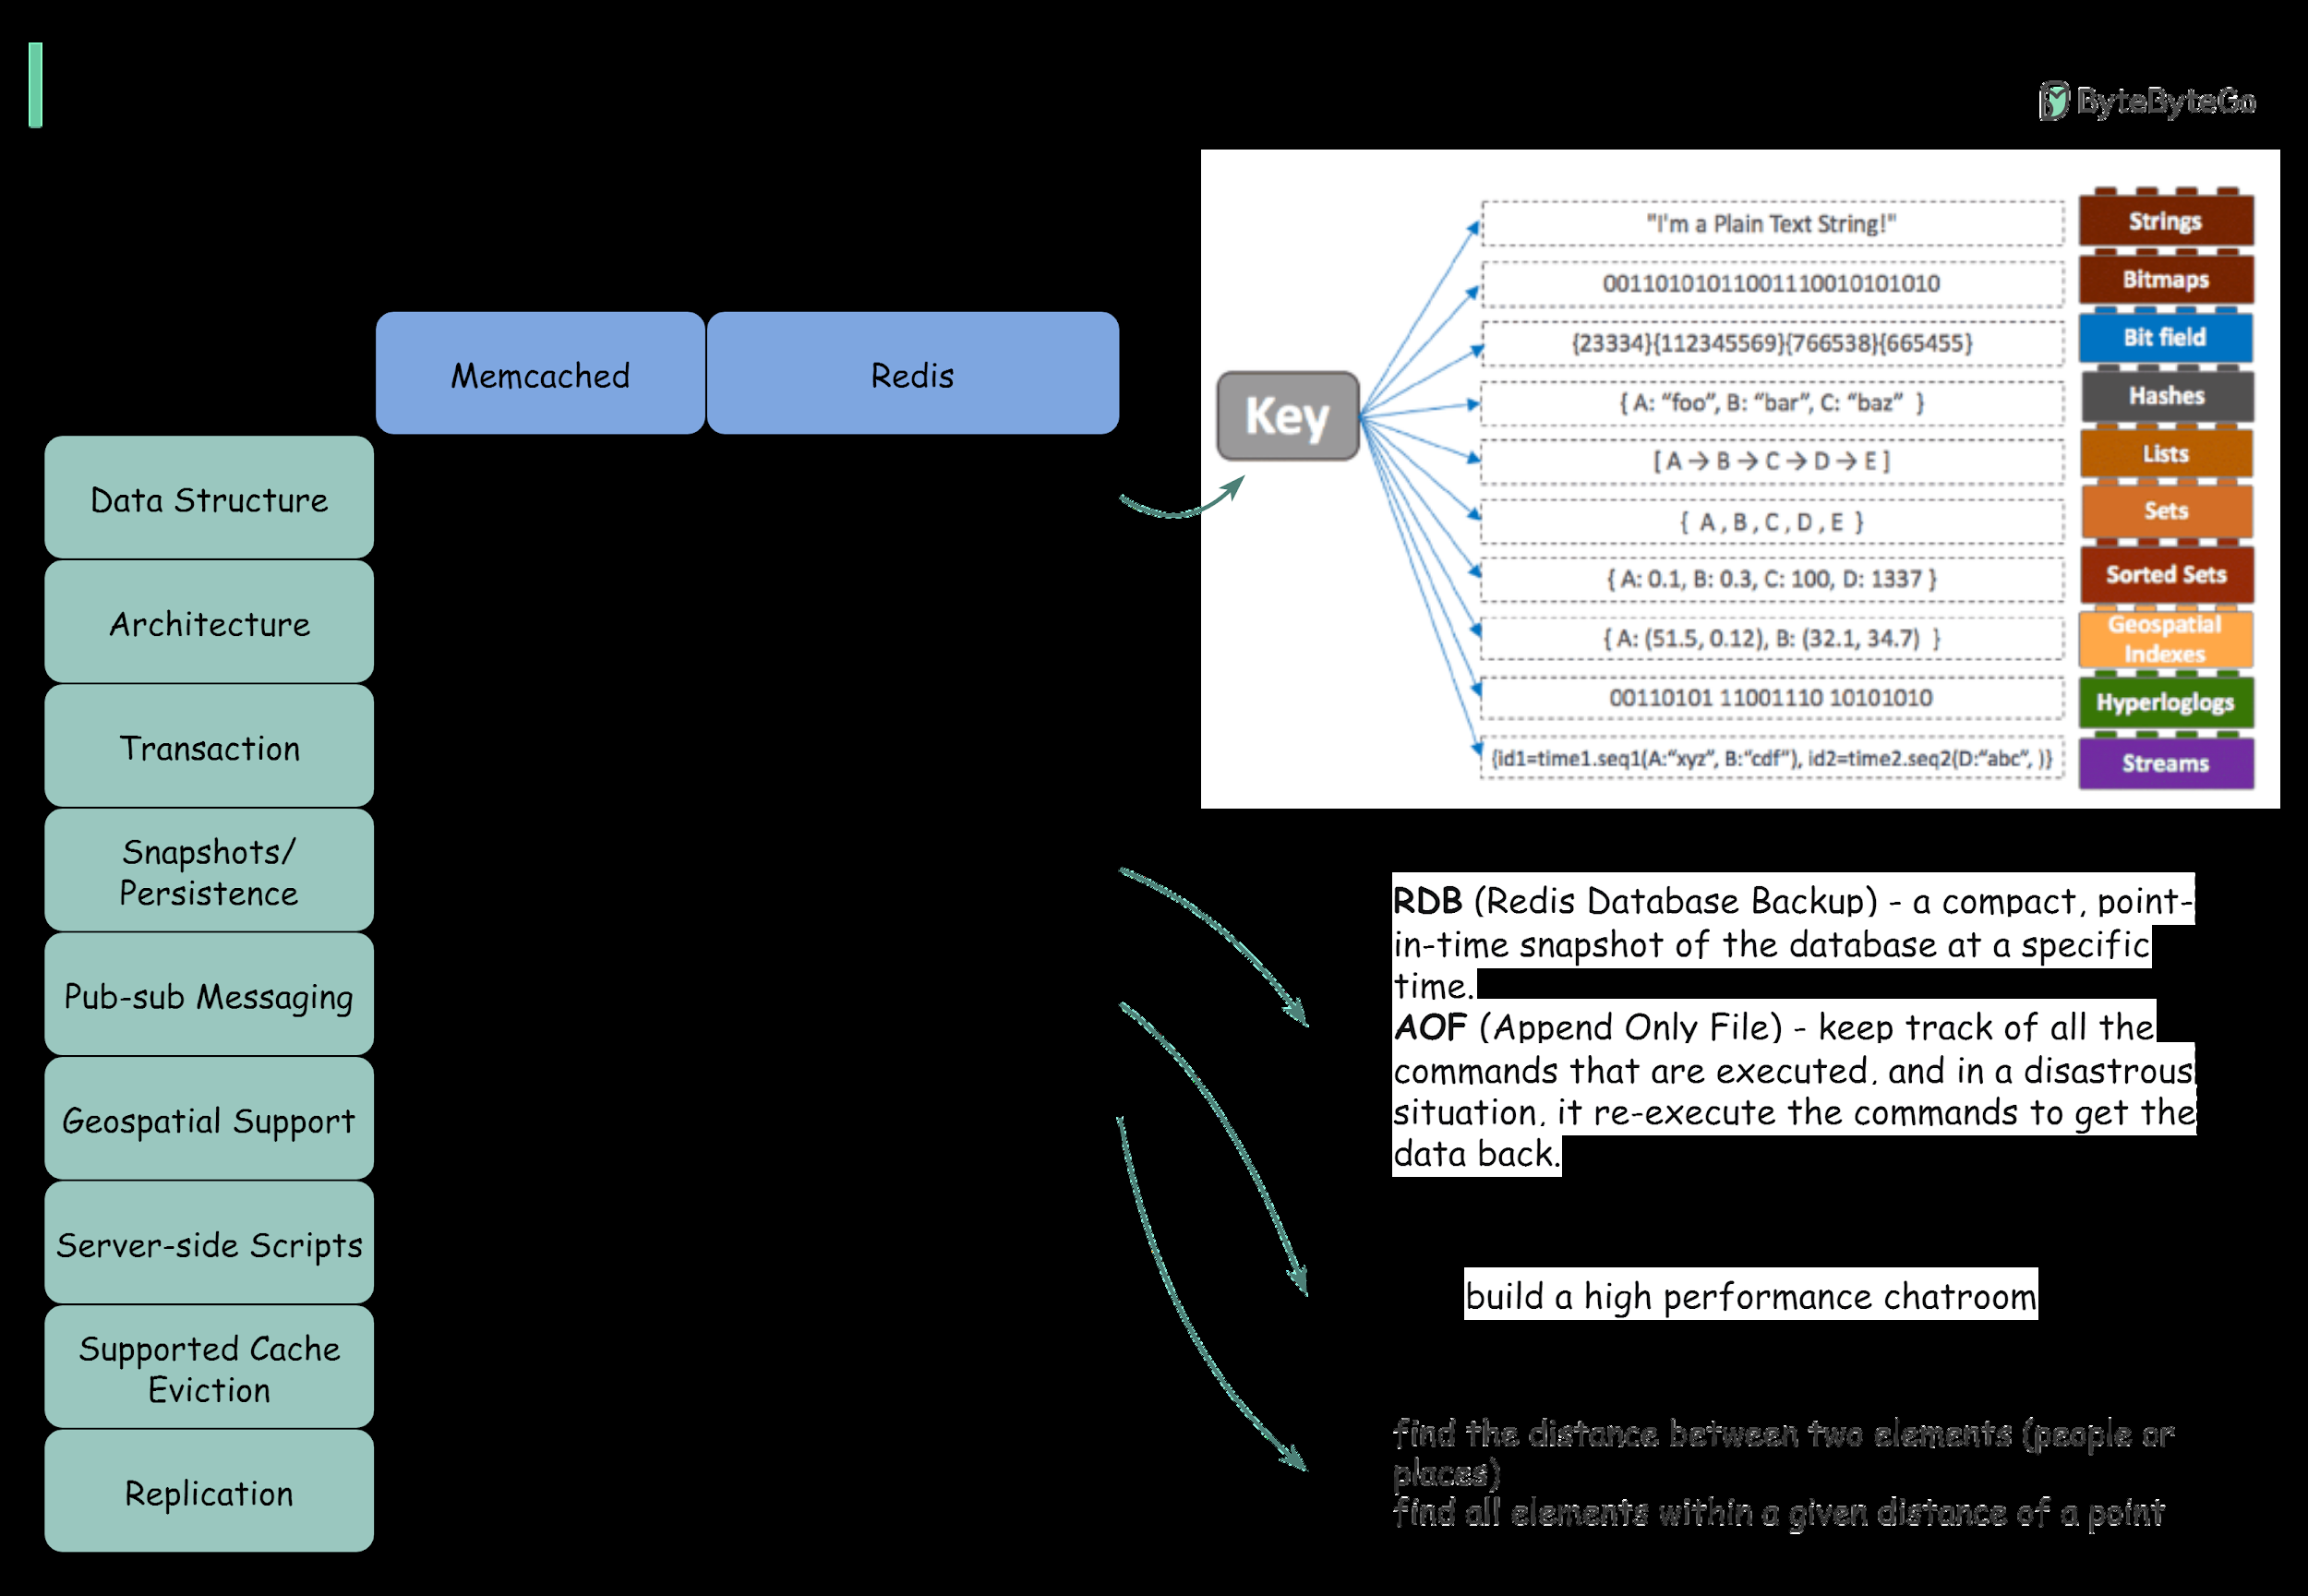 ByteByteGo
Memcached
Redis
Data Structure
Architecture
Transaction
Snapshots/
Persistence
Pub-sub Messaging
Geospatial Support
Server-side Scripts
Supported Cache
Eviction
Replication
Key
"I'm a Plain Text String!"
Strings
00110101011001110010101010
Bitmaps
{23334}{112345569}{766538}{665455}
Bit field
{ A: “foo”, B: “bar”, C: “baz” }
Hashes
[ A → B → C → D → E ]
Lists
{ A , B , C , D , E }
Sets
{ A: 0.1, B: 0.3, C: 100, D: 1337 }
Sorted Sets
{ A: (51.5, 0.12), B: (32.1, 34.7) }
Geospatial
Indexes
00110101 11001110 10101010
Hyperloglogs
{id1=time1.seq1(A:“xyz”, B:“cdf”), id2=time2.seq2(D:“abc”, )}
Streams
RDB (Redis Database Backup) - a compact, point-
in-time snapshot of the database at a specific
time.
AOF (Append Only File) - keep track of all the
commands that are executed, and in a disastrous
situation, it re-execute the commands to get the
data back.
build a high performance chatroom
find the distance between two elements (people or
places)
find all elements within a given distance of a point